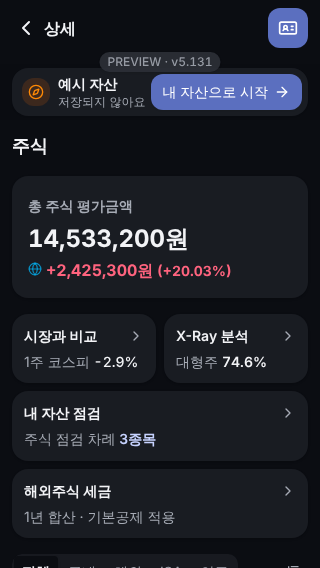 상세
PREVIEW · v5.131
예시 자산
저장되지 않아요
내 자산으로 시작
주식
총 주식 평가금액
14,533,200원
+2,425,300원 (+20.03%)
시장과 비교
1주 코스피 -2.9%
X-Ray 분석
대형주 74.6%
내 자산 점검
주식 점검 차례 3종목
해외주식 세금
1년 합산 · 기본공제 적용